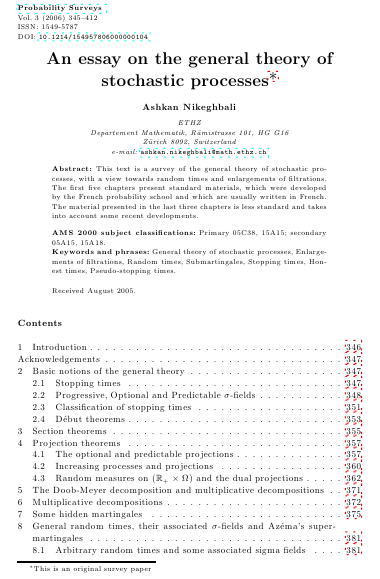 Probability Surveys
Vol. 3 (2006) 345–412
ISSN: 1549-5787
DOI: 10.1214/154957806000000104
An essay on the general theory of
stochastic processes*
Ashkan Nikeghbali
ETHZ
Departement Mathematik, Rämistrasse 101, HG G16
Zürich 8092, Switzerland
e-mail: ashkan.nikeghbali@math.ethz.ch
Abstract: This text is a survey of the general theory of stochastic pro-
cesses, with a view towards random times and enlargements of filtrations.
The first five chapters present standard materials, which were developed
by the French probability school and which are usually written in French.
The material presented in the last three chapters is less standard and takes
into account some recent developments.
AMS 2000 subject classifications: Primary 05C38, 15A15; secondary
05A15, 15A18.
Keywords and phrases: General theory of stochastic processes, Enlarge-
ments of filtrations, Random times, Submartingales, Stopping times, Hon-
est times, Pseudo-stopping times.
Received August 2005.
Contents
1 Introduction . . . . . . . . . . . . . . . . . . . . . . . . . . . . 346
Acknowledgements . . . . . . . . . . . . . . . . . . . . . . . . . . 347
2 Basic notions of the general theory . . . . . . . . . . . . . . . . 347
2.1 Stopping times . . . . . . . . . . . . . . . . . . . . . . . . 347
2.2 Progressive, Optional and Predictable σ-fields . . . . . . . . 348
2.3 Classification of stopping times . . . . . . . . . . . . . . . 351
2.4 Début theorems . . . . . . . . . . . . . . . . . . . . . . . . 353
3 Section theorems . . . . . . . . . . . . . . . . . . . . . . . . . 355
4 Projection theorems . . . . . . . . . . . . . . . . . . . . . . . . 357
4.1 The optional and predictable projections . . . . . . . . . . . 357
4.2 Increasing processes and projections . . . . . . . . . . . . . 360
4.3 Random measures on (ℝ₊ × Ω) and the dual projections . . 362
5 The Doob-Meyer decomposition and multiplicative decompositions . . 371
6 Multiplicative decompositions . . . . . . . . . . . . . . . . . . . 372
7 Some hidden martingales . . . . . . . . . . . . . . . . . . . . . . 375
8 General random times, their associated σ-fields and Azéma's super-
martingales . . . . . . . . . . . . . . . . . . . . . . . . . . . . 381
8.1 Arbitrary random times and some associated sigma fields . . . . 381
*This is an original survey paper